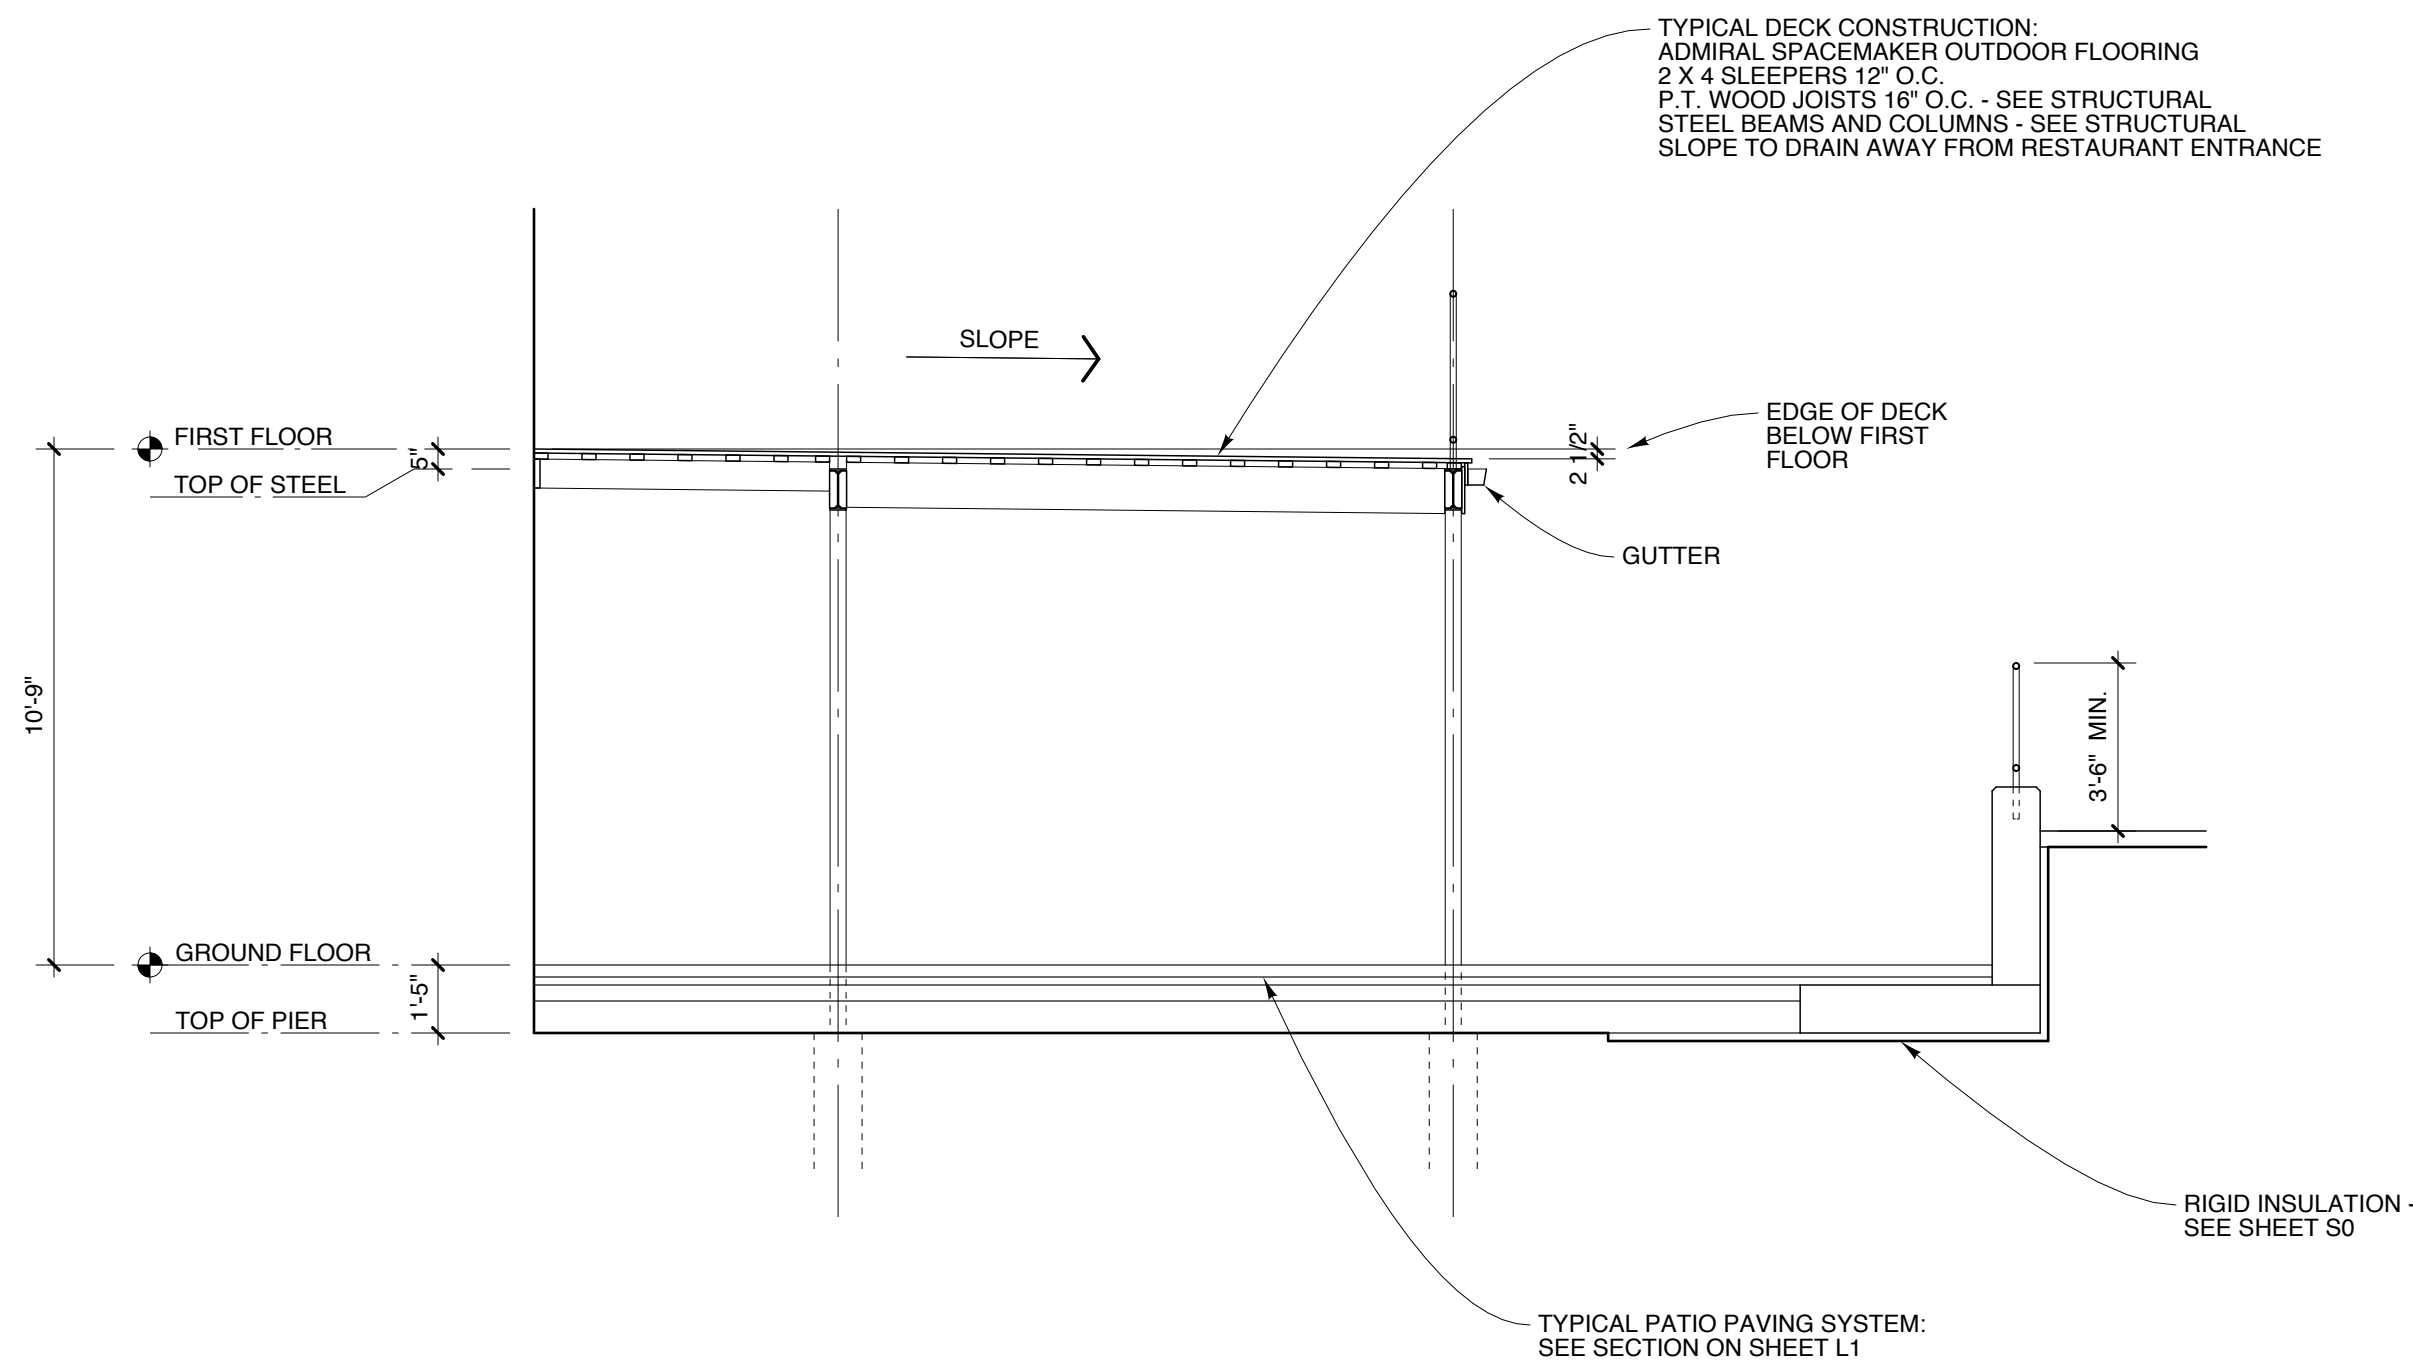 TYPICAL DECK CONSTRUCTION:
ADMIRAL SPACEMAKER OUTDOOR FLOORING
2 X 4 SLEEPERS 12" O.C.
P.T. WOOD JOISTS 16" O.C. - SEE STRUCTURAL
STEEL BEAMS AND COLUMNS - SEE STRUCTURAL
SLOPE TO DRAIN AWAY FROM RESTAURANT ENTRANCE
SLOPE
EDGE OF DECK
BELOW FIRST
FLOOR
2 1/2"
FIRST FLOOR
5"
TOP OF STEEL
GUTTER
10'-9"
3'-6" MIN.
GROUND FLOOR
1'-5"
TOP OF PIER
RIGID INSULATION -
SEE SHEET S0
TYPICAL PATIO PAVING SYSTEM:
SEE SECTION ON SHEET L1